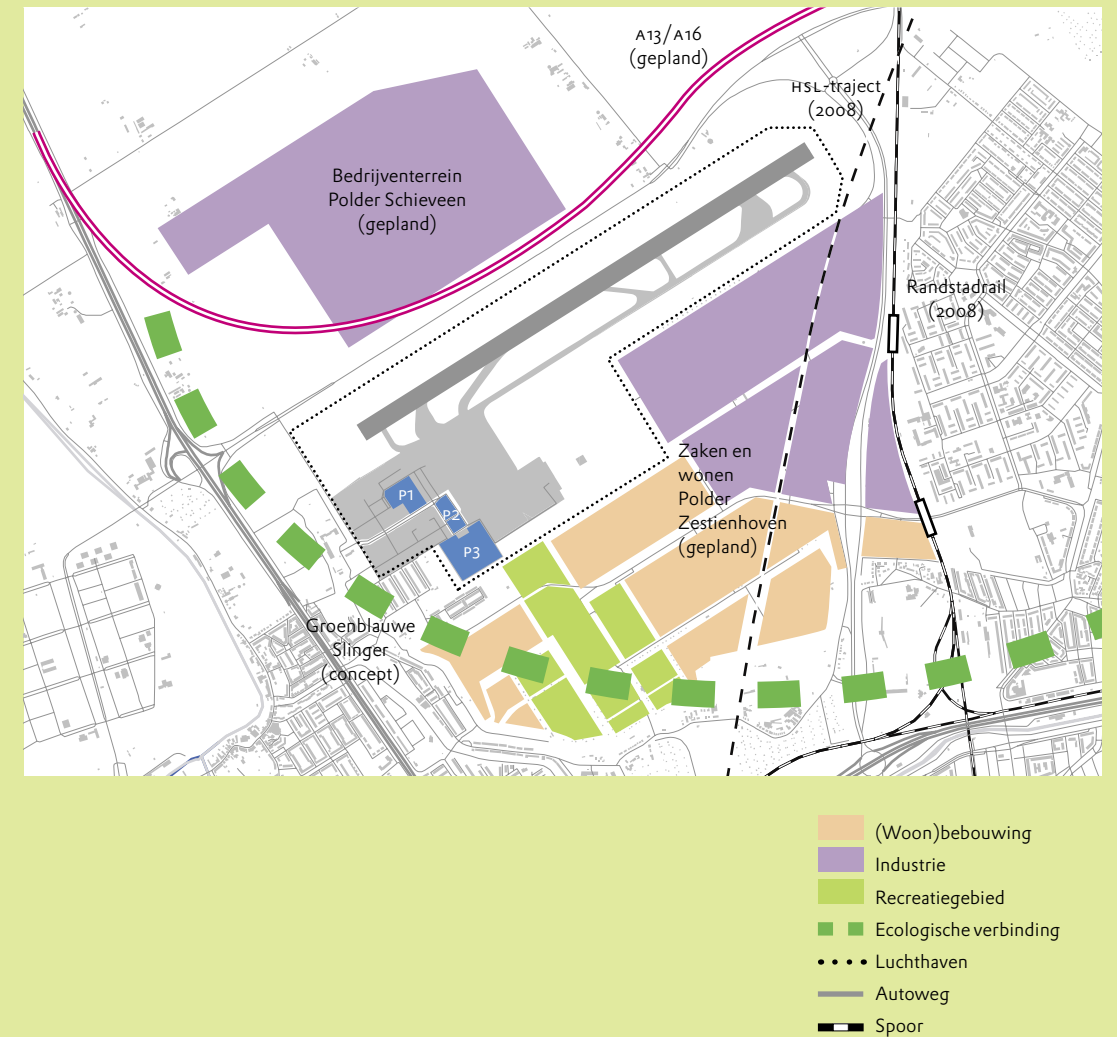 A13/A16
(gepland)
HSL-traject
(2008)
Bedrijventerrein
Polder Schieveen
(gepland)
Randstadrail
(2008)
Zaken en
wonen
Polder
Zestienhoven
(gepland)
P1
P2
P3
Groenblauwe
Slinger
(concept)
(Woon)bebouwing
Industrie
Recreatiegebied
Ecologische verbinding
Luchthaven
Autoweg
Spoor